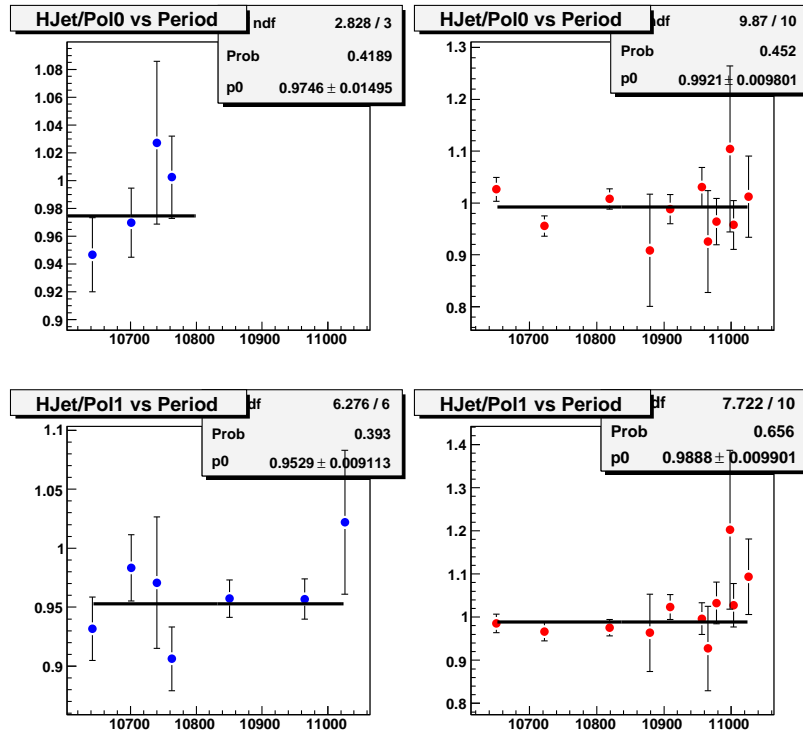 HJet/Pol0 vs Period
ndf 2.828 / 3
Prob 0.4189
p0 0.9746 ± 0.01495
1.08
1.06
1.04
1.02
1
0.98
0.96
0.94
0.92
0.9
10700 10800 10900 11000
HJet/Pol0 vs Period
ndf 9.87 / 10
Prob 0.452
p0 0.9921 ± 0.009801
1.3
1.2
1.1
1
0.9
0.8
10700 10800 10900 11000
HJet/Pol1 vs Period
df 6.276 / 6
Prob 0.393
p0 0.9529 ± 0.009113
1.1
1.05
1
0.95
0.9
10700 10800 10900 11000
HJet/Pol1 vs Period
df 7.722 / 10
Prob 0.656
p0 0.9888 ± 0.009901
1.4
1.3
1.2
1.1
1
0.9
0.8
10700 10800 10900 11000